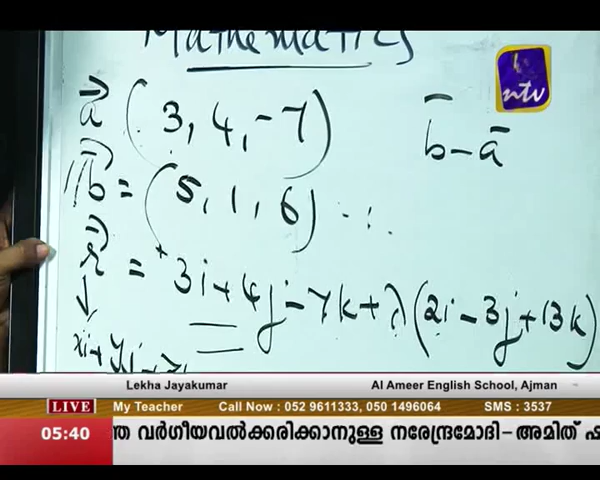 Mathematics
ntv
a⃗ (3, 4, -7)
b̄ - ā
||b⃗ = (5, 1, 6) . . .
r⃗ = 3i + 4j - 7k + λ(2i - 3j + 13k)
↓
xi + yj -
Lekha Jayakumar Al Ameer English School, Ajman
LIVE My Teacher Call Now : 052 9611333, 050 1496064 SMS : 3537
05:40 വർഗീയവൽക്കരിക്കാനുള്ള നരേന്ദ്രമോദി-അമിത്